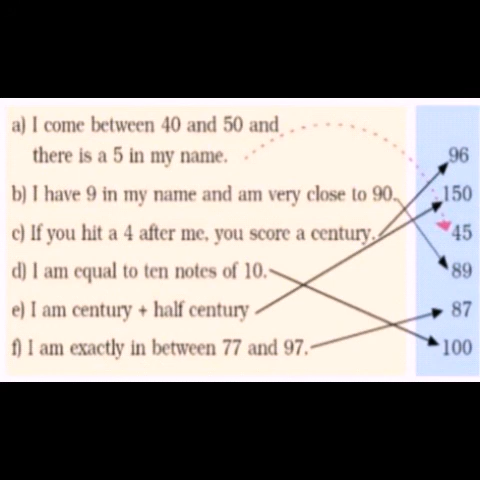 a) I come between 40 and 50 and
there is a 5 in my name.
b) I have 9 in my name and am very close to 90.
c) If you hit a 4 after me, you score a century.
d) I am equal to ten notes of 10.
e) I am century + half century
f) I am exactly in between 77 and 97.
96
150
45
89
87
100